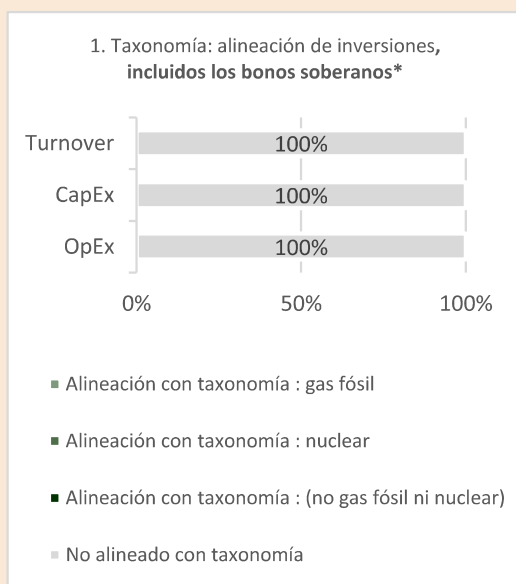 1. Taxonomía: alineación de inversiones,
incluidos los bonos soberanos*
Turnover 100%
CapEx 100%
OpEx 100%
0% 50% 100%
Alineación con taxonomía : gas fósil
Alineación con taxonomía : nuclear
Alineación con taxonomía : (no gas fósil ni nuclear)
No alineado con taxonomía